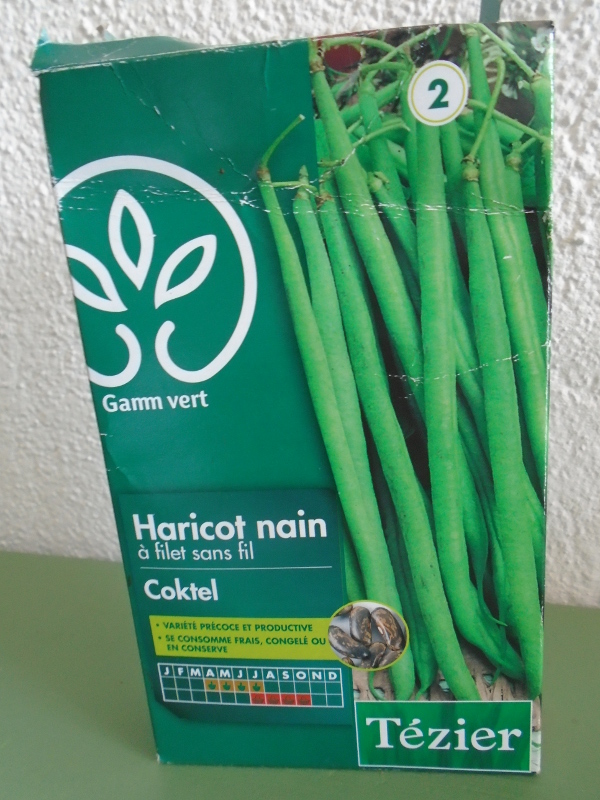 2
Gamm vert
Haricot nain
à filet sans fil
Coktel
• VARIÉTÉ PRÉCOCE ET PRODUCTIVE
• SE CONSOMME FRAIS, CONGELÉ OU
EN CONSERVE
J F M A M J J A S O N D
Tézier